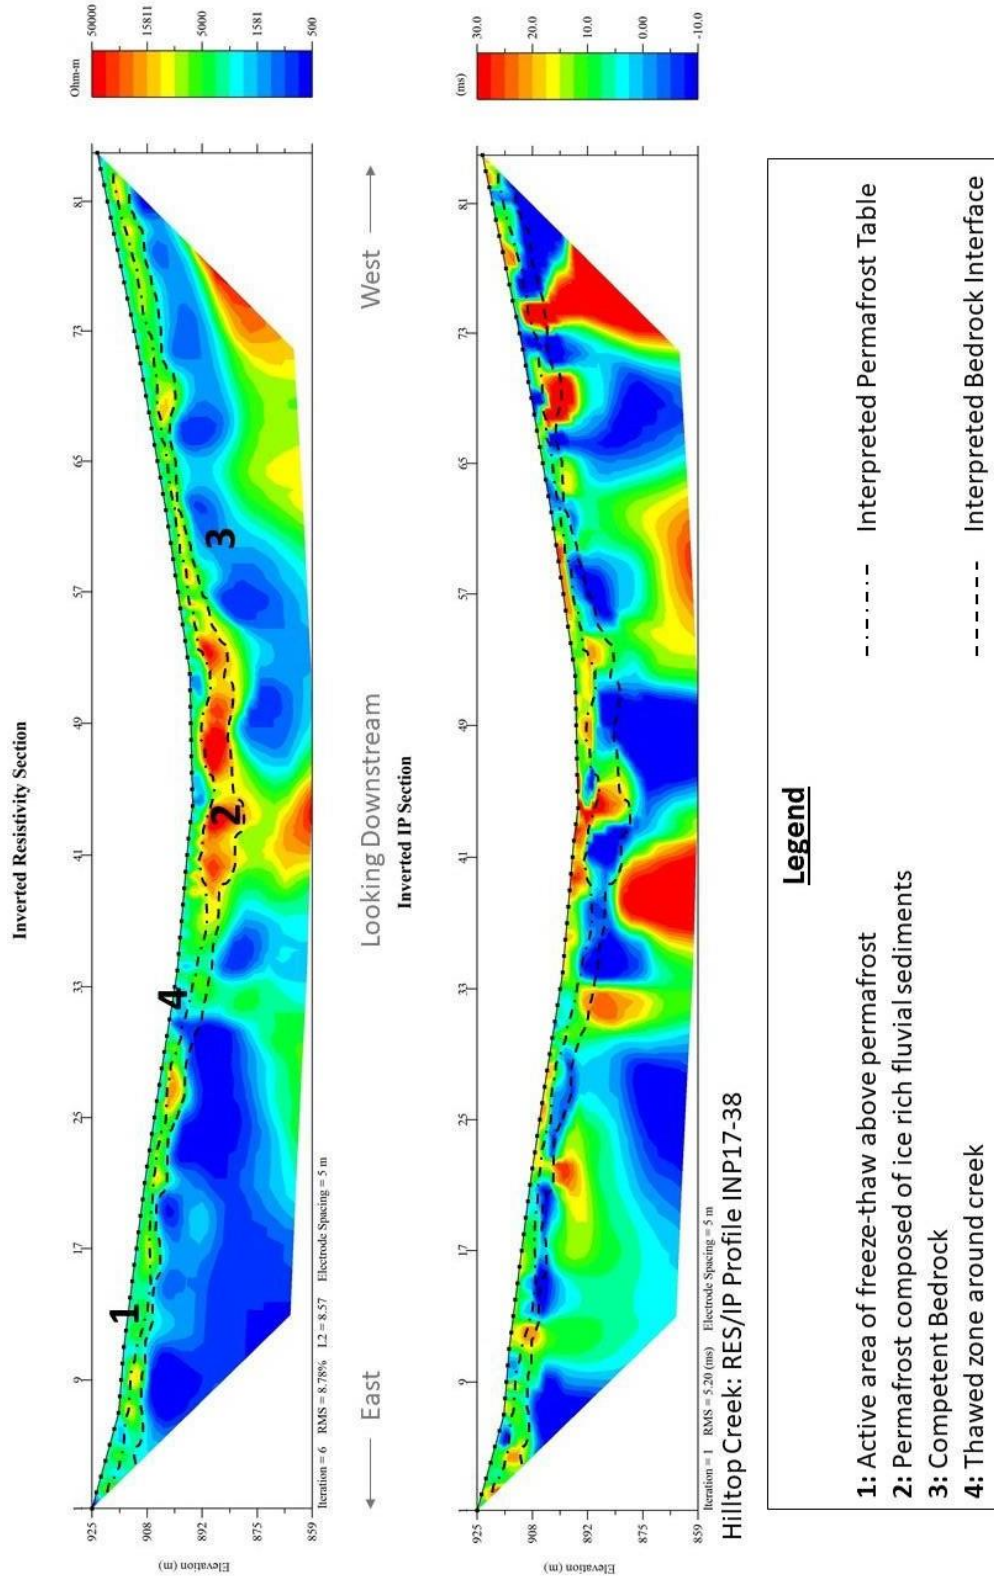 Inverted Resistivity Section
Ohm-m
50000
15811
5000
1581
500
1 9 17 25 33 41 49 57 65 73 81
925
908
892
875
859
Elevation (m)
1
4
2
3
Iteration = 6 RMS = 8.78% L2 = 8.57 Electrode Spacing = 5 m
East
Looking Downstream
West
Inverted IP Section
(ms)
30.0
20.0
10.0
0.00
-10.0
1 9 17 25 33 41 49 57 65 73 81
925
908
892
875
859
Elevation (m)
Iteration = 1 RMS = 5.20 (ms) Electrode Spacing = 5 m
Hilltop Creek: RES/IP Profile INP17-38
Legend
1: Active area of freeze-thaw above permafrost
2: Permafrost composed of ice rich fluvial sediments
3: Competent Bedrock
4: Thawed zone around creek
Interpreted Permafrost Table
Interpreted Bedrock Interface